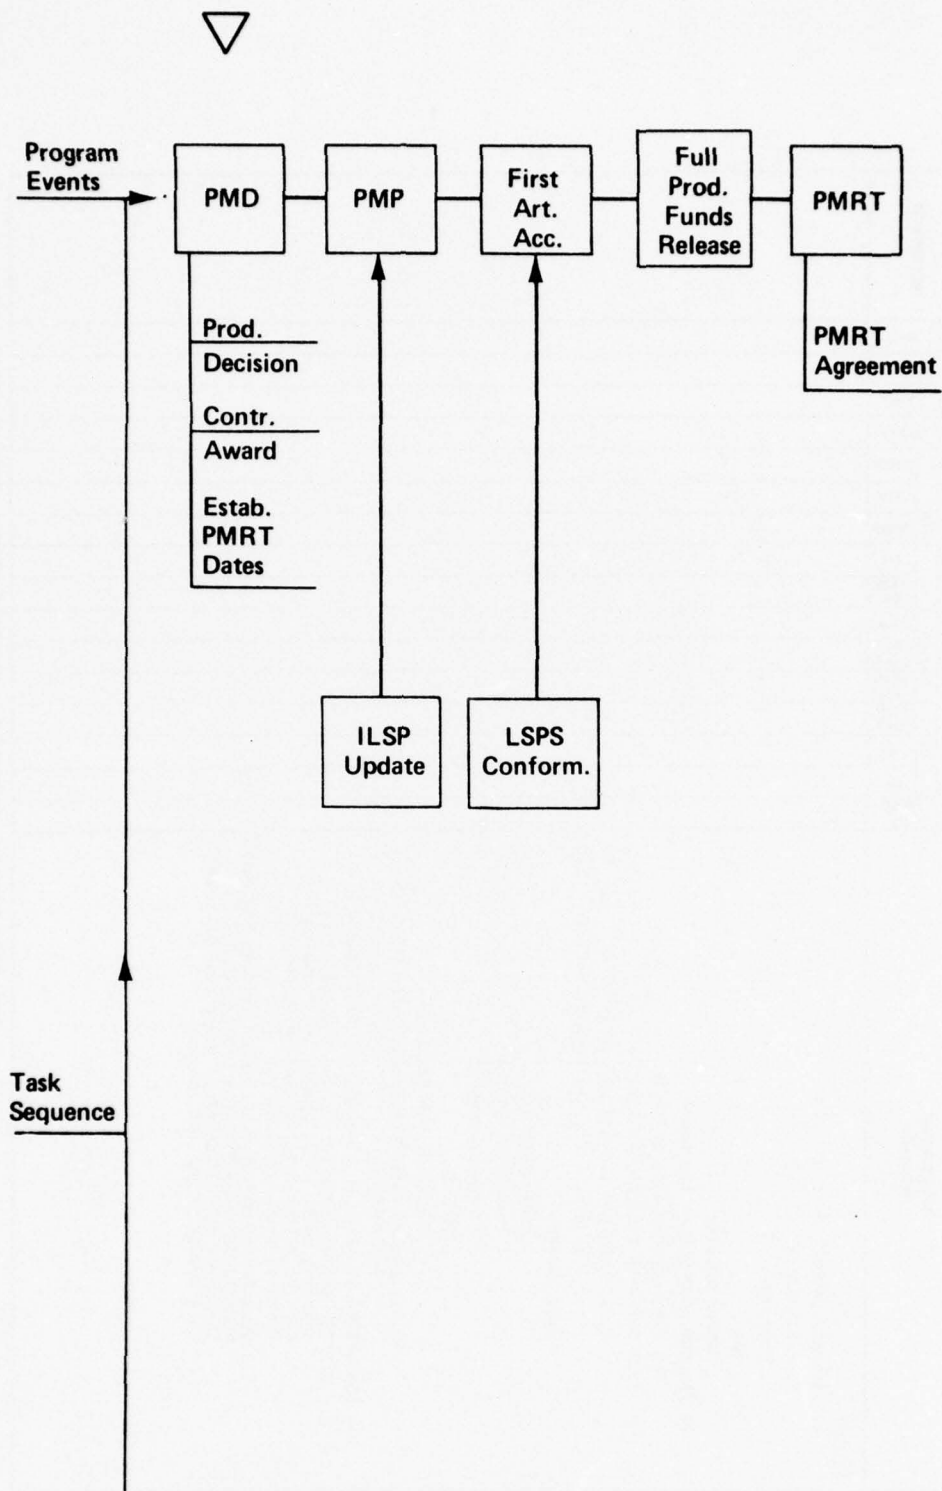 Program
Events
PMD
PMP
First
Art.
Acc.
Full
Prod.
Funds
Release
PMRT
Prod.
Decision
Contr.
Award
Estab.
PMRT
Dates
PMRT
Agreement
ILSP
Update
LSPS
Conform.
Task
Sequence